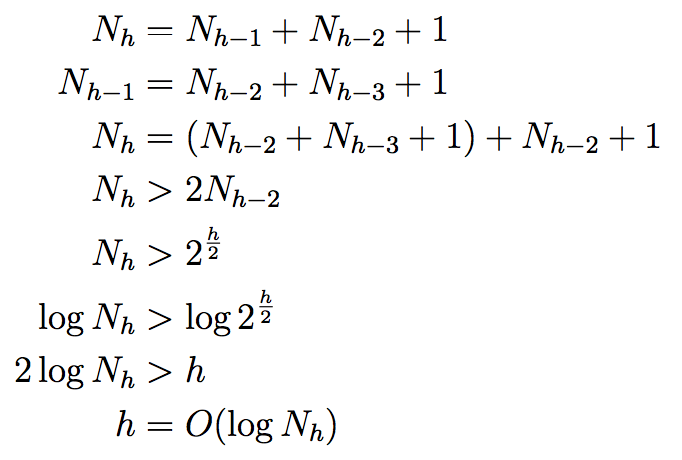 N_h = N_{h-1} + N_{h-2} + 1
N_{h-1} = N_{h-2} + N_{h-3} + 1
N_h = (N_{h-2} + N_{h-3} + 1) + N_{h-2} + 1
N_h > 2N_{h-2}
N_h > 2^{\frac{h}{2}}
log N_h > log 2^{\frac{h}{2}}
2 log N_h > h
h = O(log N_h)